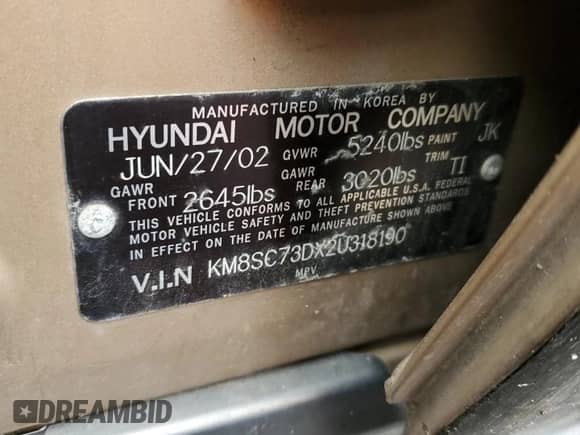 MANUFACTURED IN KOREA BY
HYUNDAI MOTOR COMPANY
JUN/27/02 GVWR 5240lbs PAINT JK
GAWR FRONT 2645lbs GAWR REAR 3020lbs TRIM TI
THIS VEHICLE CONFORMS TO ALL APPLICABLE U.S.A. FEDERAL
MOTOR VEHICLE SAFETY AND THEFT PREVENTION STANDARDS
IN EFFECT ON THE DATE OF MANUFACTURE SHOWN ABOVE.
V.I.N KM8SC73DX2U318190
MPV
DREAMBID